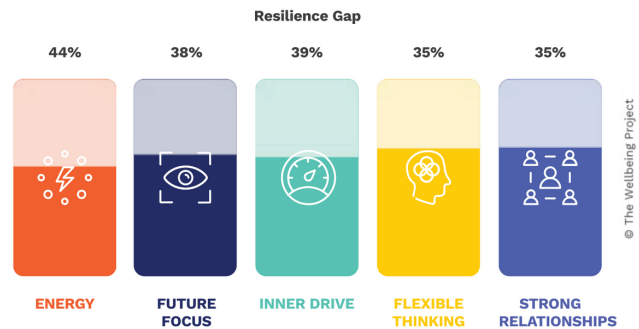 Resilience Gap
44% 38% 39% 35% 35%
ENERGY
FUTURE
FOCUS
INNER DRIVE
FLEXIBLE
THINKING
STRONG
RELATIONSHIPS
© The Wellbeing Project